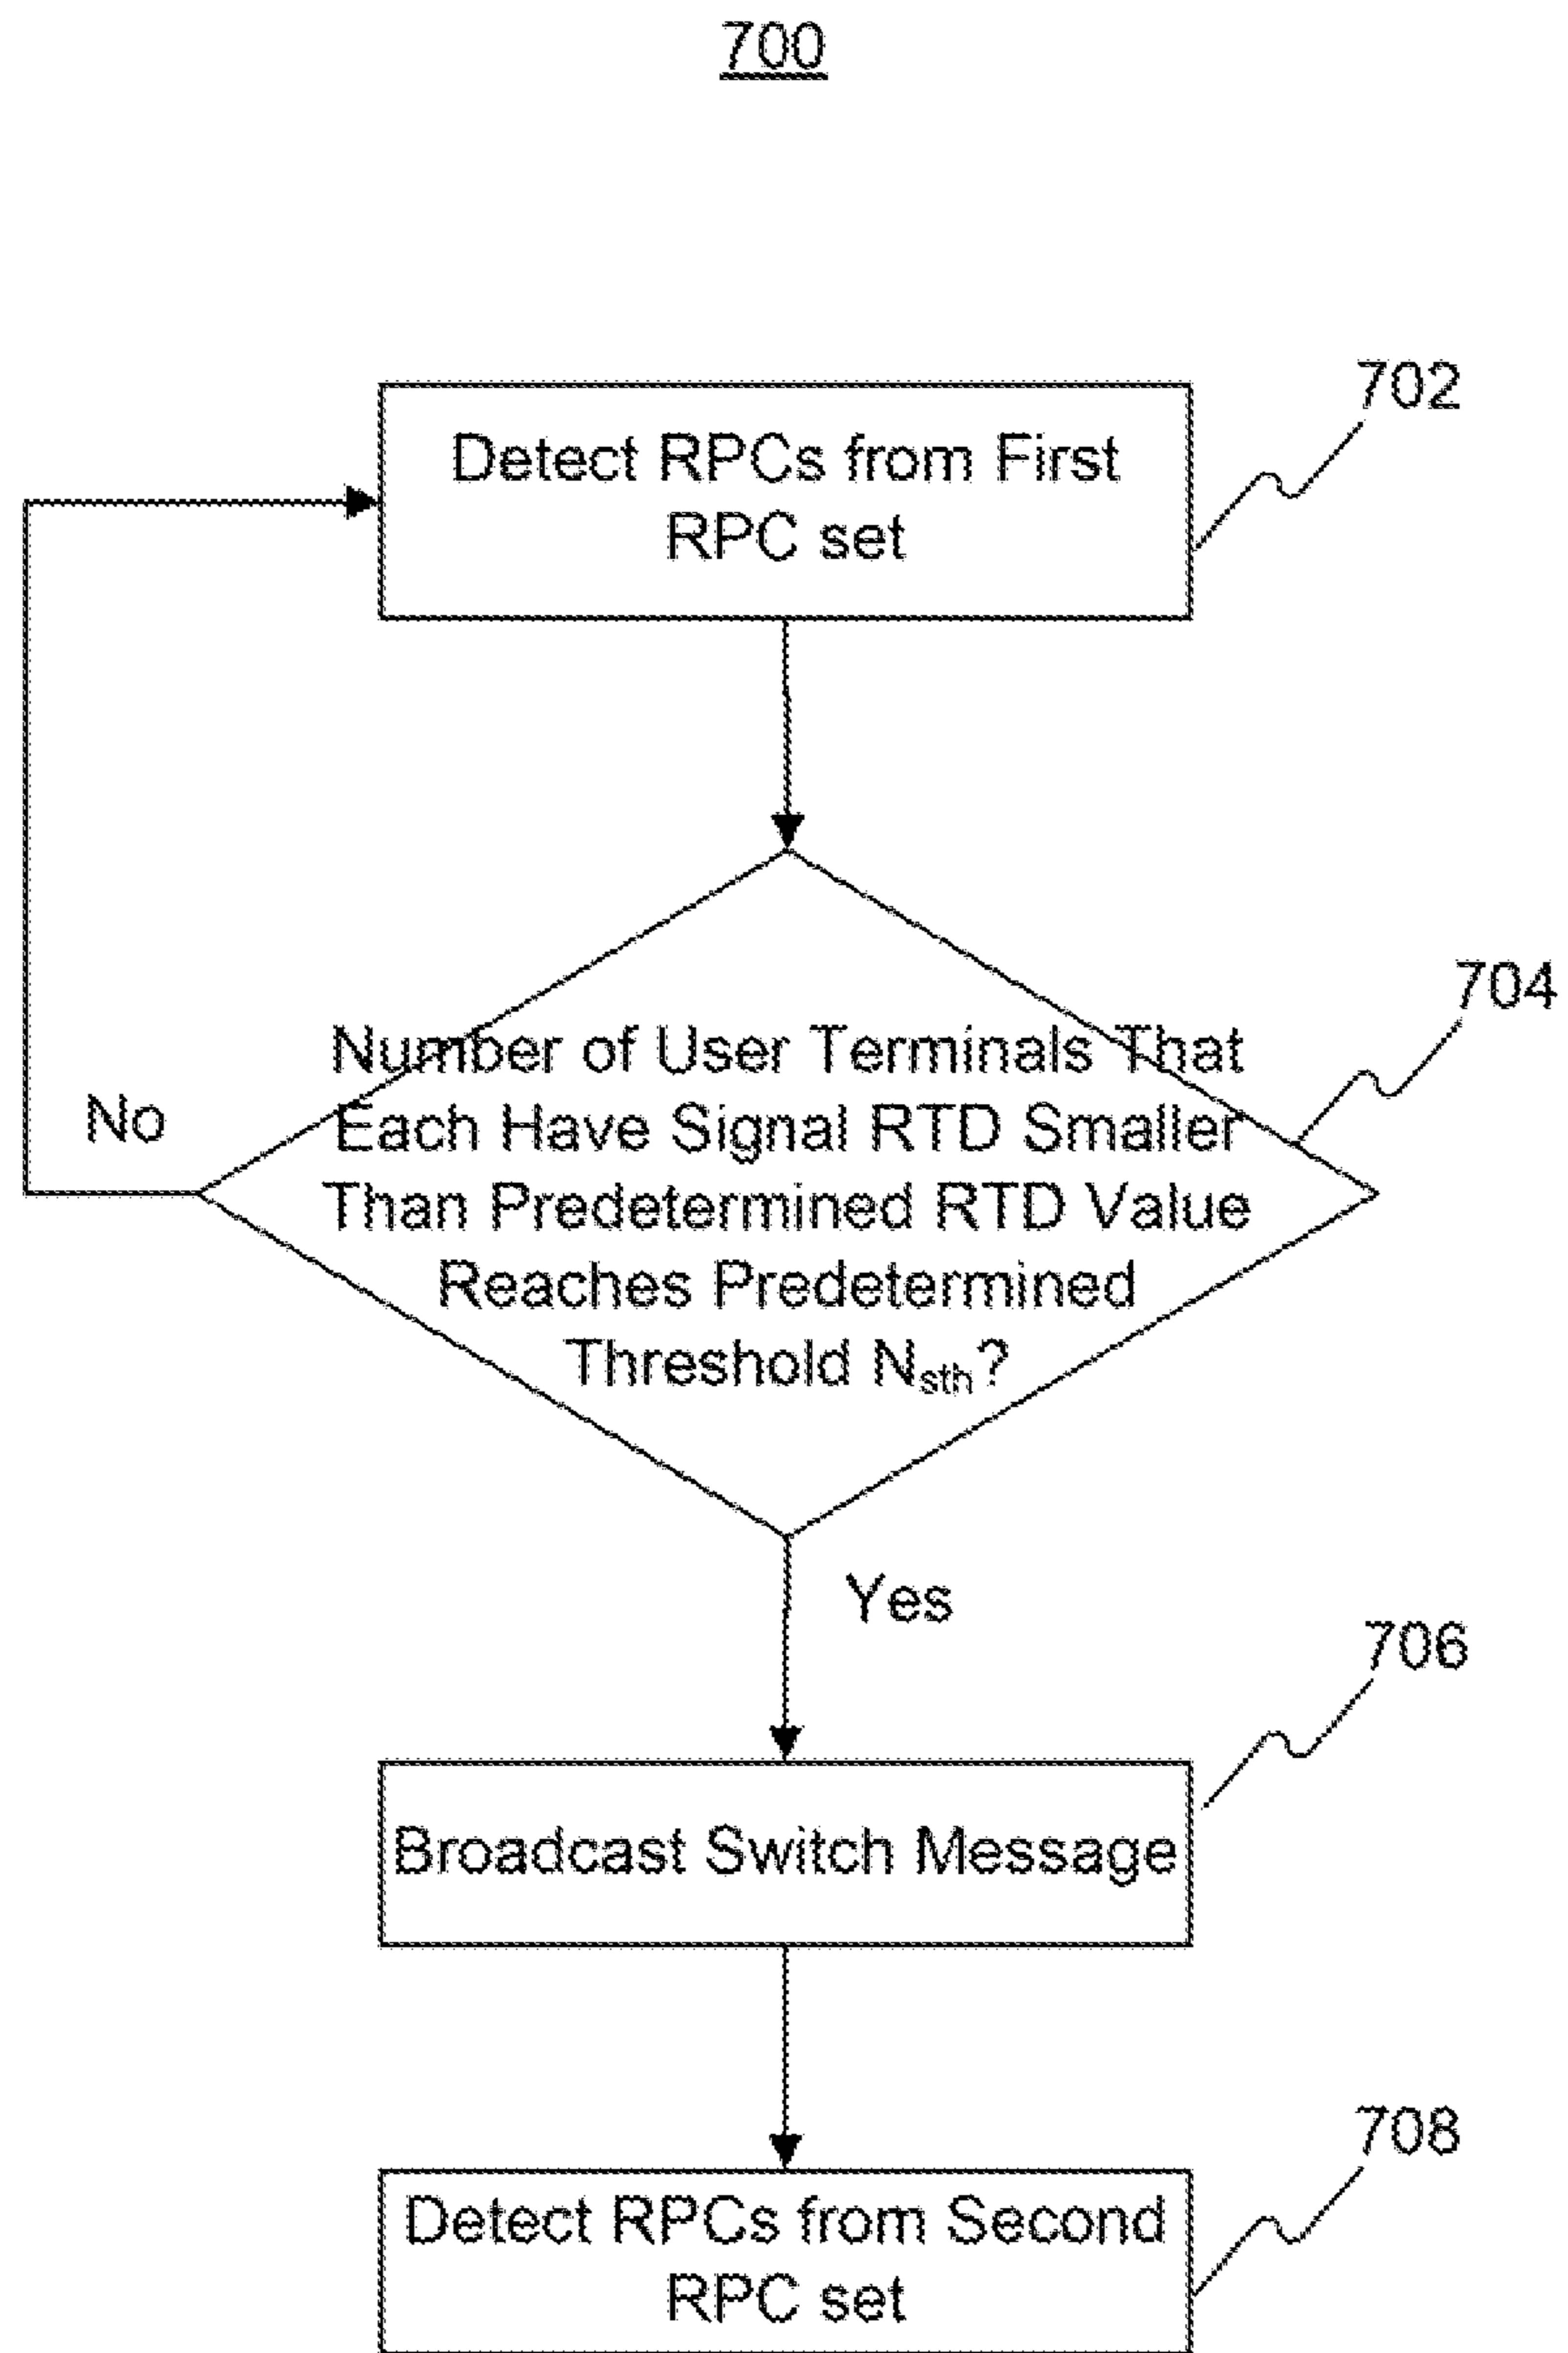 700
702
Detect RPCs from First
RPC set
704
Number of User Terminals That
Each Have Signal RTD Smaller
Than Predetermined RTD Value
Reaches Predetermined
Threshold Nsth?
No
Yes
706
Broadcast Switch Message
708
Detect RPCs from Second
RPC set